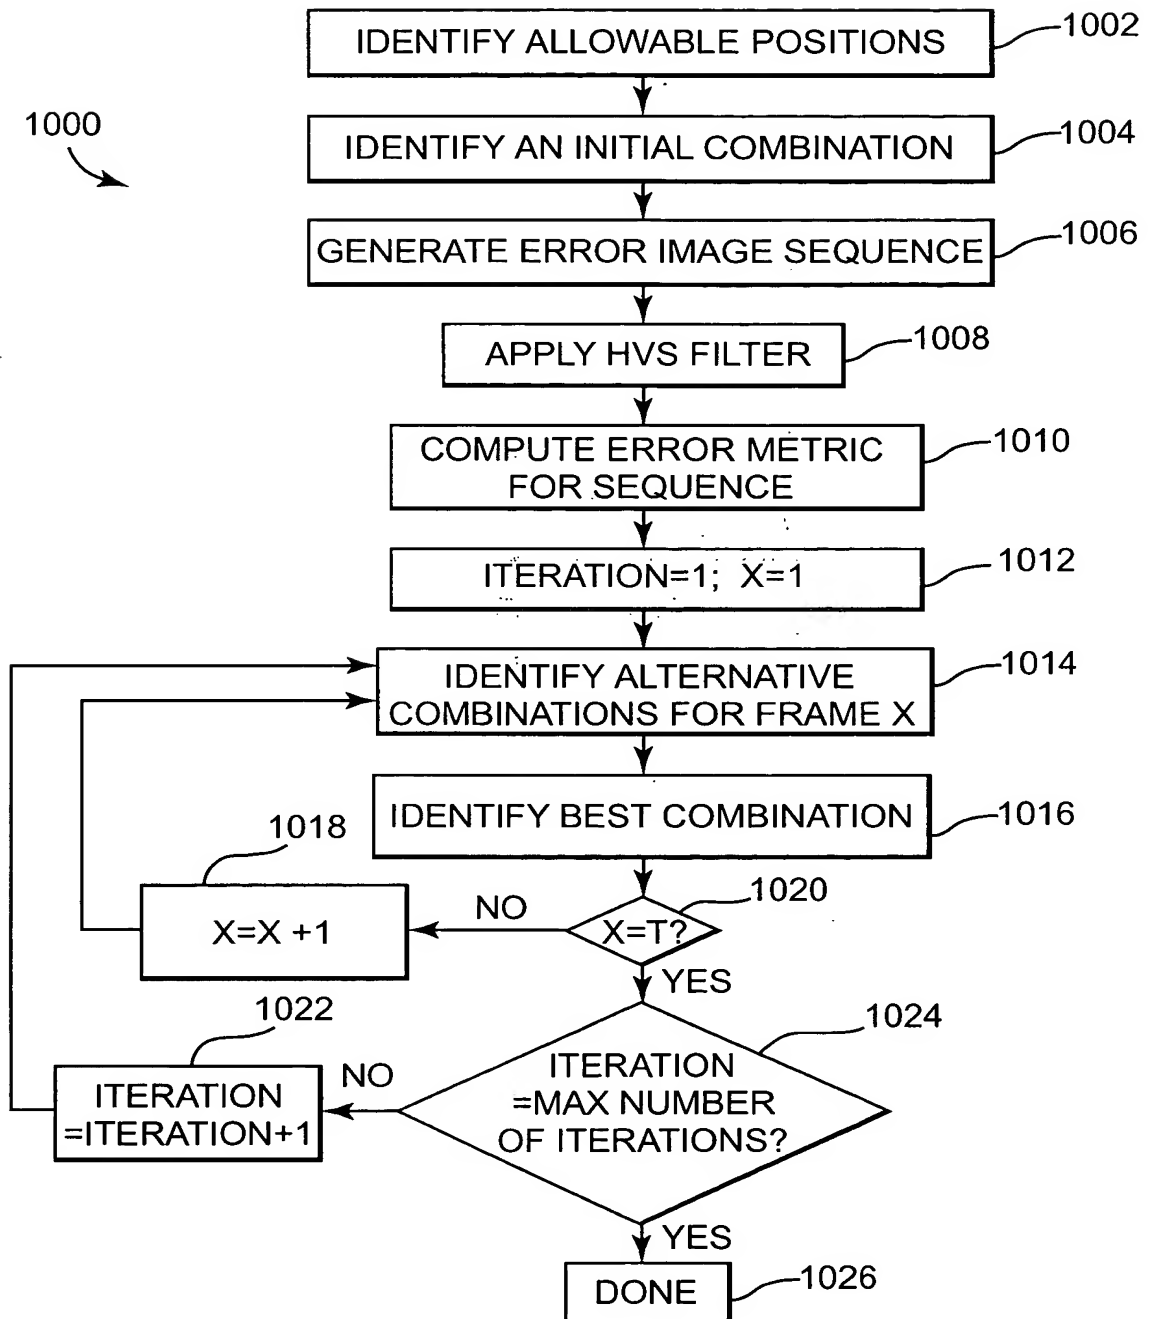 IDENTIFY ALLOWABLE POSITIONS
1002
1000
IDENTIFY AN INITIAL COMBINATION
1004
GENERATE ERROR IMAGE SEQUENCE
1006
APPLY HVS FILTER
1008
COMPUTE ERROR METRIC
FOR SEQUENCE
1010
ITERATION=1; X=1
1012
IDENTIFY ALTERNATIVE
COMBINATIONS FOR FRAME X
1014
IDENTIFY BEST COMBINATION
1016
1018
X=X +1
NO
X=T?
1020
YES
1022
ITERATION
=ITERATION+1
NO
ITERATION
=MAX NUMBER
OF ITERATIONS?
1024
YES
DONE
1026